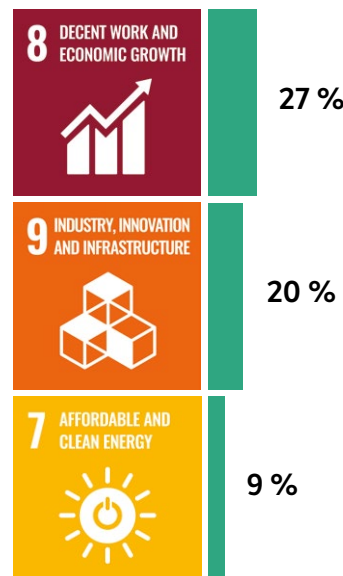 8 DECENT WORK AND
ECONOMIC GROWTH
27 %
9 INDUSTRY, INNOVATION
AND INFRASTRUCTURE
20 %
7 AFFORDABLE AND
CLEAN ENERGY
9 %